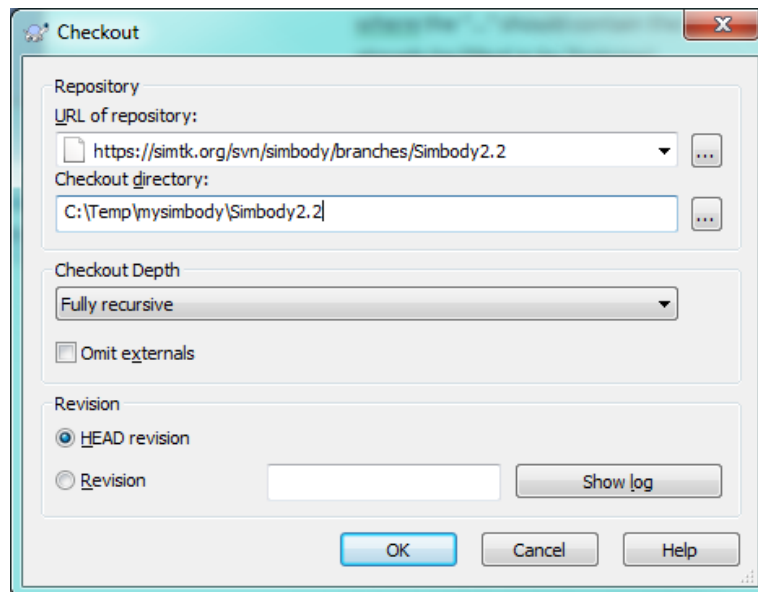 Checkout
Repository
URL of repository:
https://simtk.org/svn/simbody/branches/Simbody2.2
...
Checkout directory:
C:\Temp\mysimbody\Simbody2.2
...
Checkout Depth
Fully recursive
Omit externals
Revision
HEAD revision
Revision
Show log
OK Cancel Help